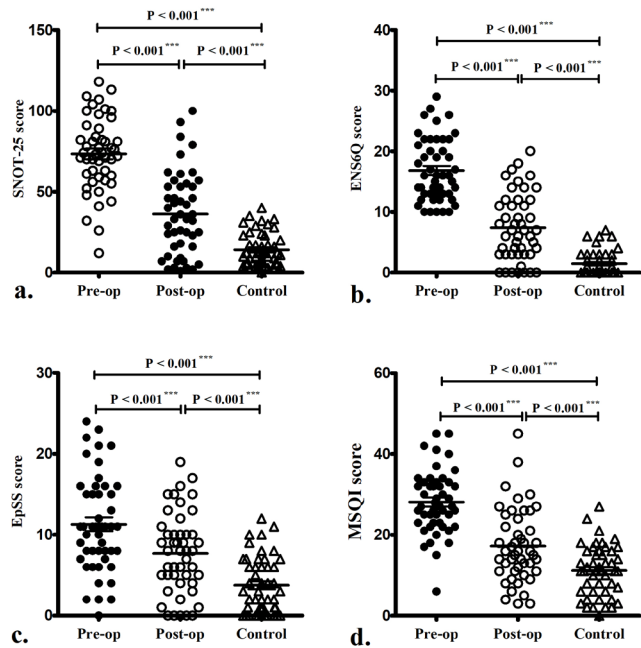 P < 0.001***
P < 0.001*** P < 0.001***
150
100
50
0
SNOT-25 score
Pre-op Post-op Control
a.
P < 0.001***
P < 0.001*** P < 0.001***
40
30
20
10
0
ENS6Q score
Pre-op Post-op Control
b.
P < 0.001***
P < 0.001*** P < 0.001***
30
20
10
0
EpSS score
Pre-op Post-op Control
c.
P < 0.001***
P < 0.001*** P < 0.001***
60
40
20
0
MSQI score
Pre-op Post-op Control
d.